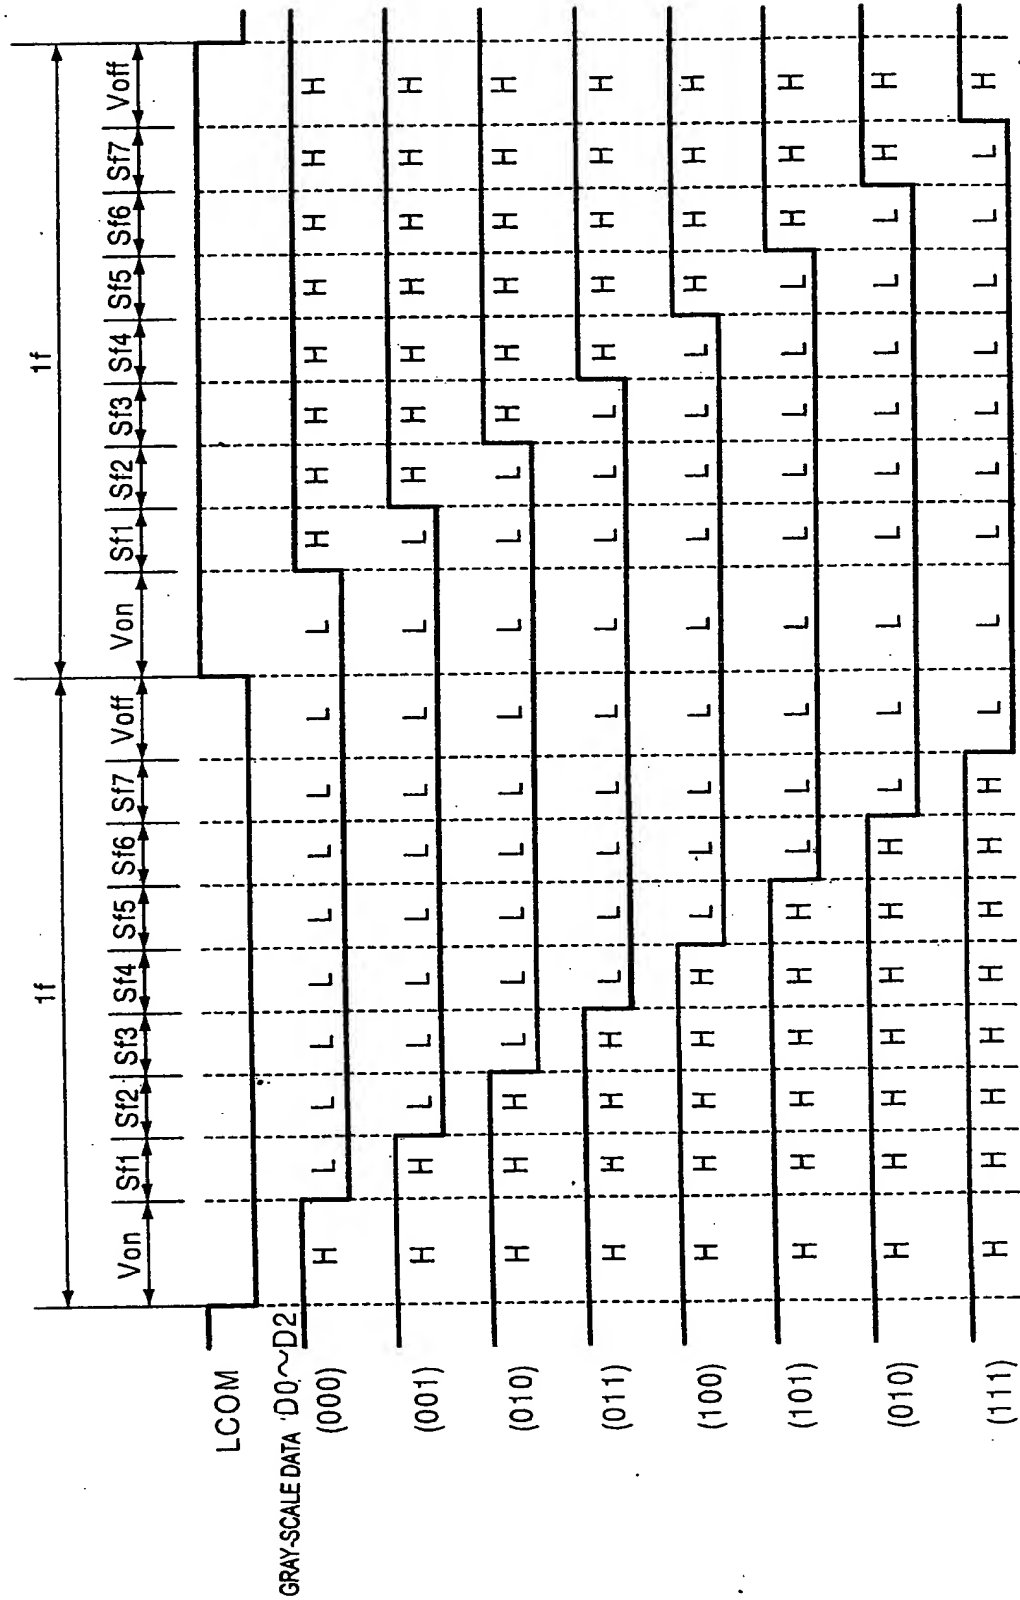 1f 1f
Von Sf1 Sf2 Sf3 Sf4 Sf5 Sf6 Sf7 Voff Von Sf1 Sf2 Sf3 Sf4 Sf5 Sf6 Sf7 Voff
LCOM
GRAY-SCALE DATA D0~D2
(000) H L L L L L L L L L H H H H H H H H
(001) H H L L L L L L L L L H H H H H H H
(010) H H H L L L L L L L L L H H H H H H
(011) H H H H L L L L L L L L L H H H H H
(100) H H H H H L L L L L L L L L H H H H
(101) H H H H H H L L L L L L L L L H H H
(010) H H H H H H H L L L L L L L L L H H
(111) H H H H H H H H L L L L L L L L L H